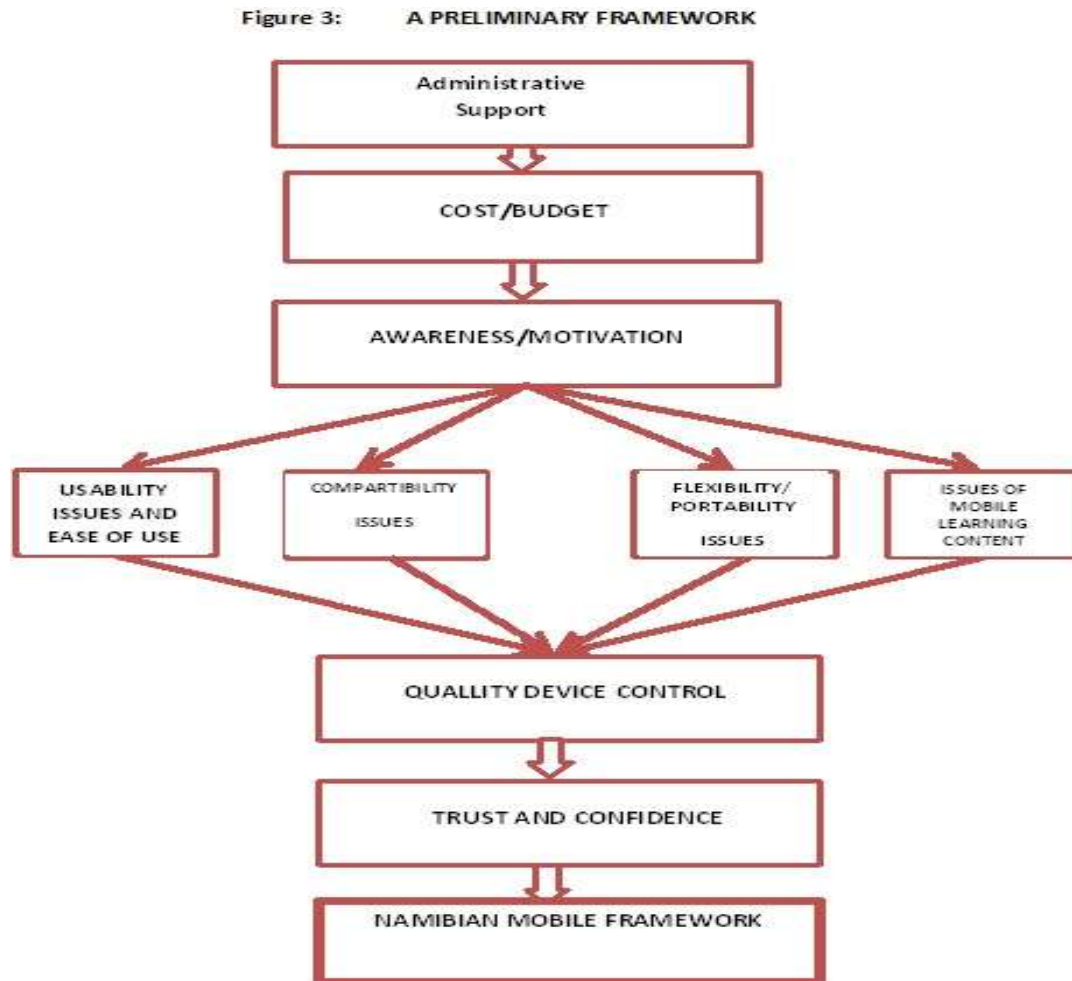 Figure 3: A PRELIMINARY FRAMEWORK
Administrative
Support
COST/BUDGET
AWARENESS/MOTIVATION
USABILITY
ISSUES AND
EASE OF USE
COMPARTIBILITY
ISSUES
FLEXIBILITY/
PORTABILITY
ISSUES
ISSUES OF
MOBILE
LEARNING
CONTENT
QUALLITY DEVICE CONTROL
TRUST AND CONFIDENCE
NAMIBIAN MOBILE FRAMEWORK